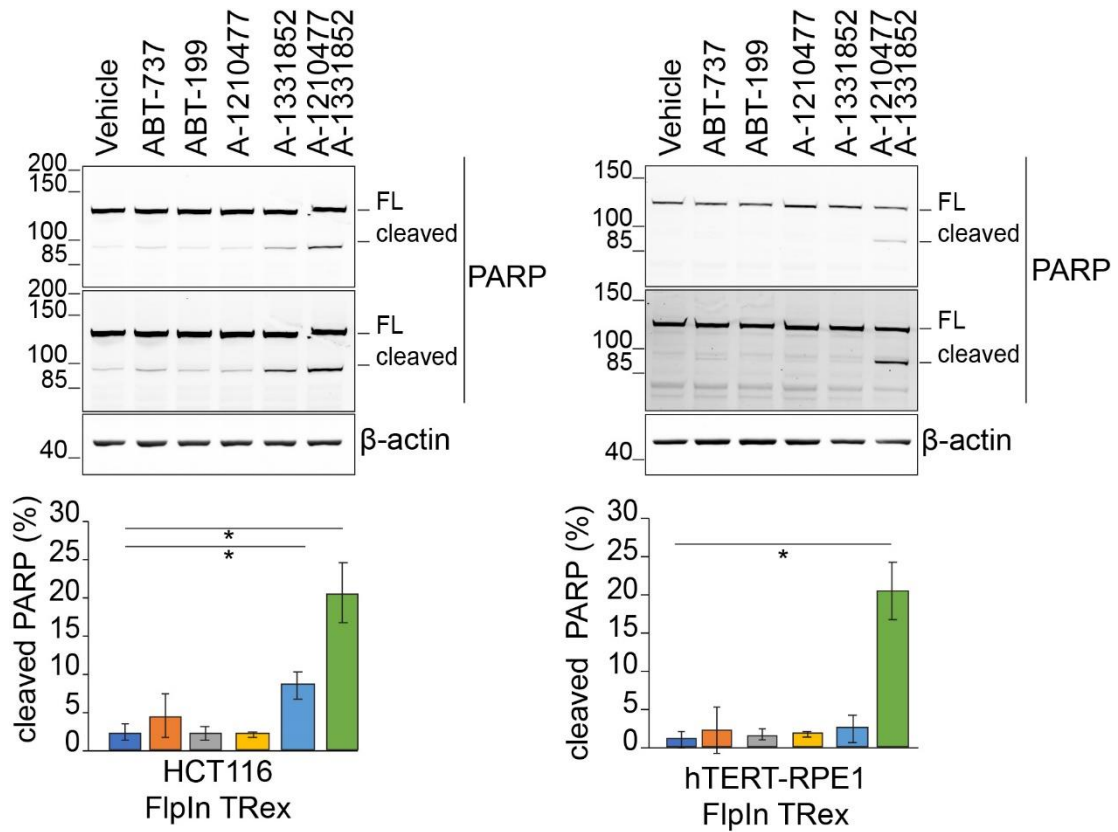 Vehicle
ABT-737
ABT-199
A-1210477
A-1331852
A-1210477
A-1331852
200
150
100
85
FL
cleaved
200
150
100
85
FL
cleaved
PARP
40
β-actin
cleaved PARP (%)
30
25
20
15
10
5
0
*
*
HCT116
FlpIn TRex
Vehicle
ABT-737
ABT-199
A-1210477
A-1331852
A-1210477
A-1331852
150
100
85
FL
cleaved
150
100
85
FL
cleaved
PARP
40
β-actin
cleaved PARP (%)
30
25
20
15
10
5
0
*
hTERT-RPE1
FlpIn TRex